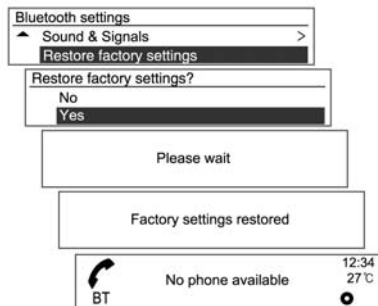 Bluetooth settings
Sound & Signals >
Restore factory settings
Restore factory settings?
No
Yes
Please wait
Factory settings restored
12:34
No phone available 27°C
BT